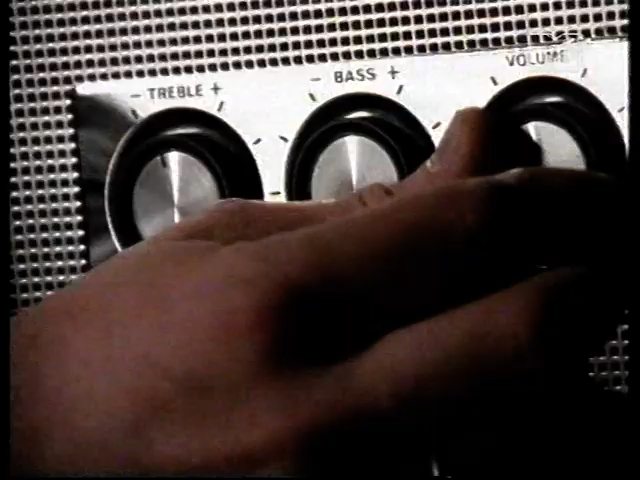 - TREBLE +
- BASS +
VOLUME